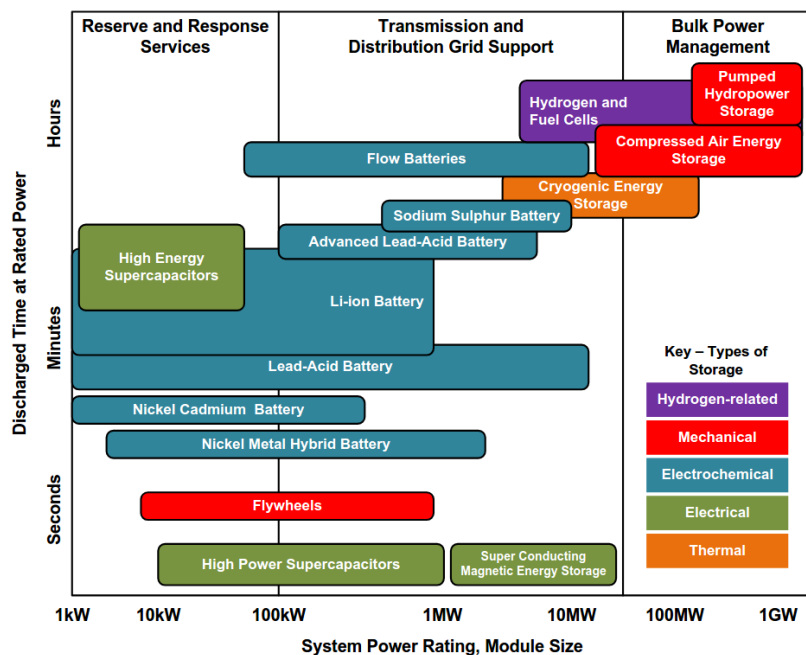 Reserve and Response
Services
Transmission and
Distribution Grid Support
Bulk Power
Management
Discharged Time at Rated Power
Hours
Minutes
Seconds
Pumped
Hydropower
Storage
Hydrogen and
Fuel Cells
Compressed Air Energy
Storage
Flow Batteries
Cryogenic Energy
Storage
Sodium Sulphur Battery
Advanced Lead-Acid Battery
High Energy
Supercapacitors
Li-ion Battery
Lead-Acid Battery
Nickel Cadmium Battery
Nickel Metal Hybrid Battery
Flywheels
High Power Supercapacitors
Super Conducting
Magnetic Energy Storage
Key – Types of
Storage
Hydrogen-related
Mechanical
Electrochemical
Electrical
Thermal
1kW 10kW 100kW 1MW 10MW 100MW 1GW
System Power Rating, Module Size